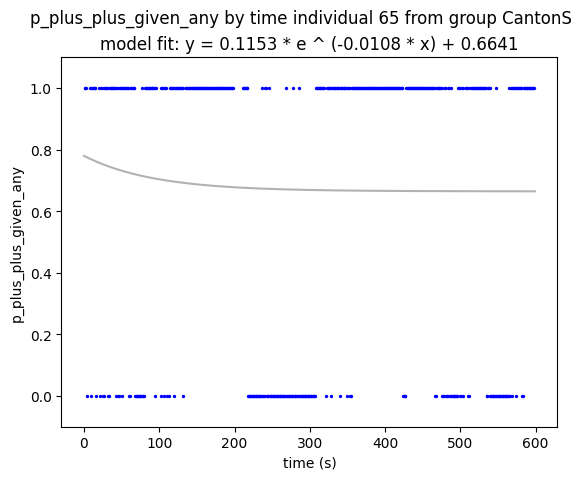 p_plus_plus_given_any by time individual 65 from group CantonS
model fit: y = 0.1153 * e ^ (-0.0108 * x) + 0.6641
p_plus_plus_given_any
1.0
0.8
0.6
0.4
0.2
0.0
0 100 200 300 400 500 600
time (s)